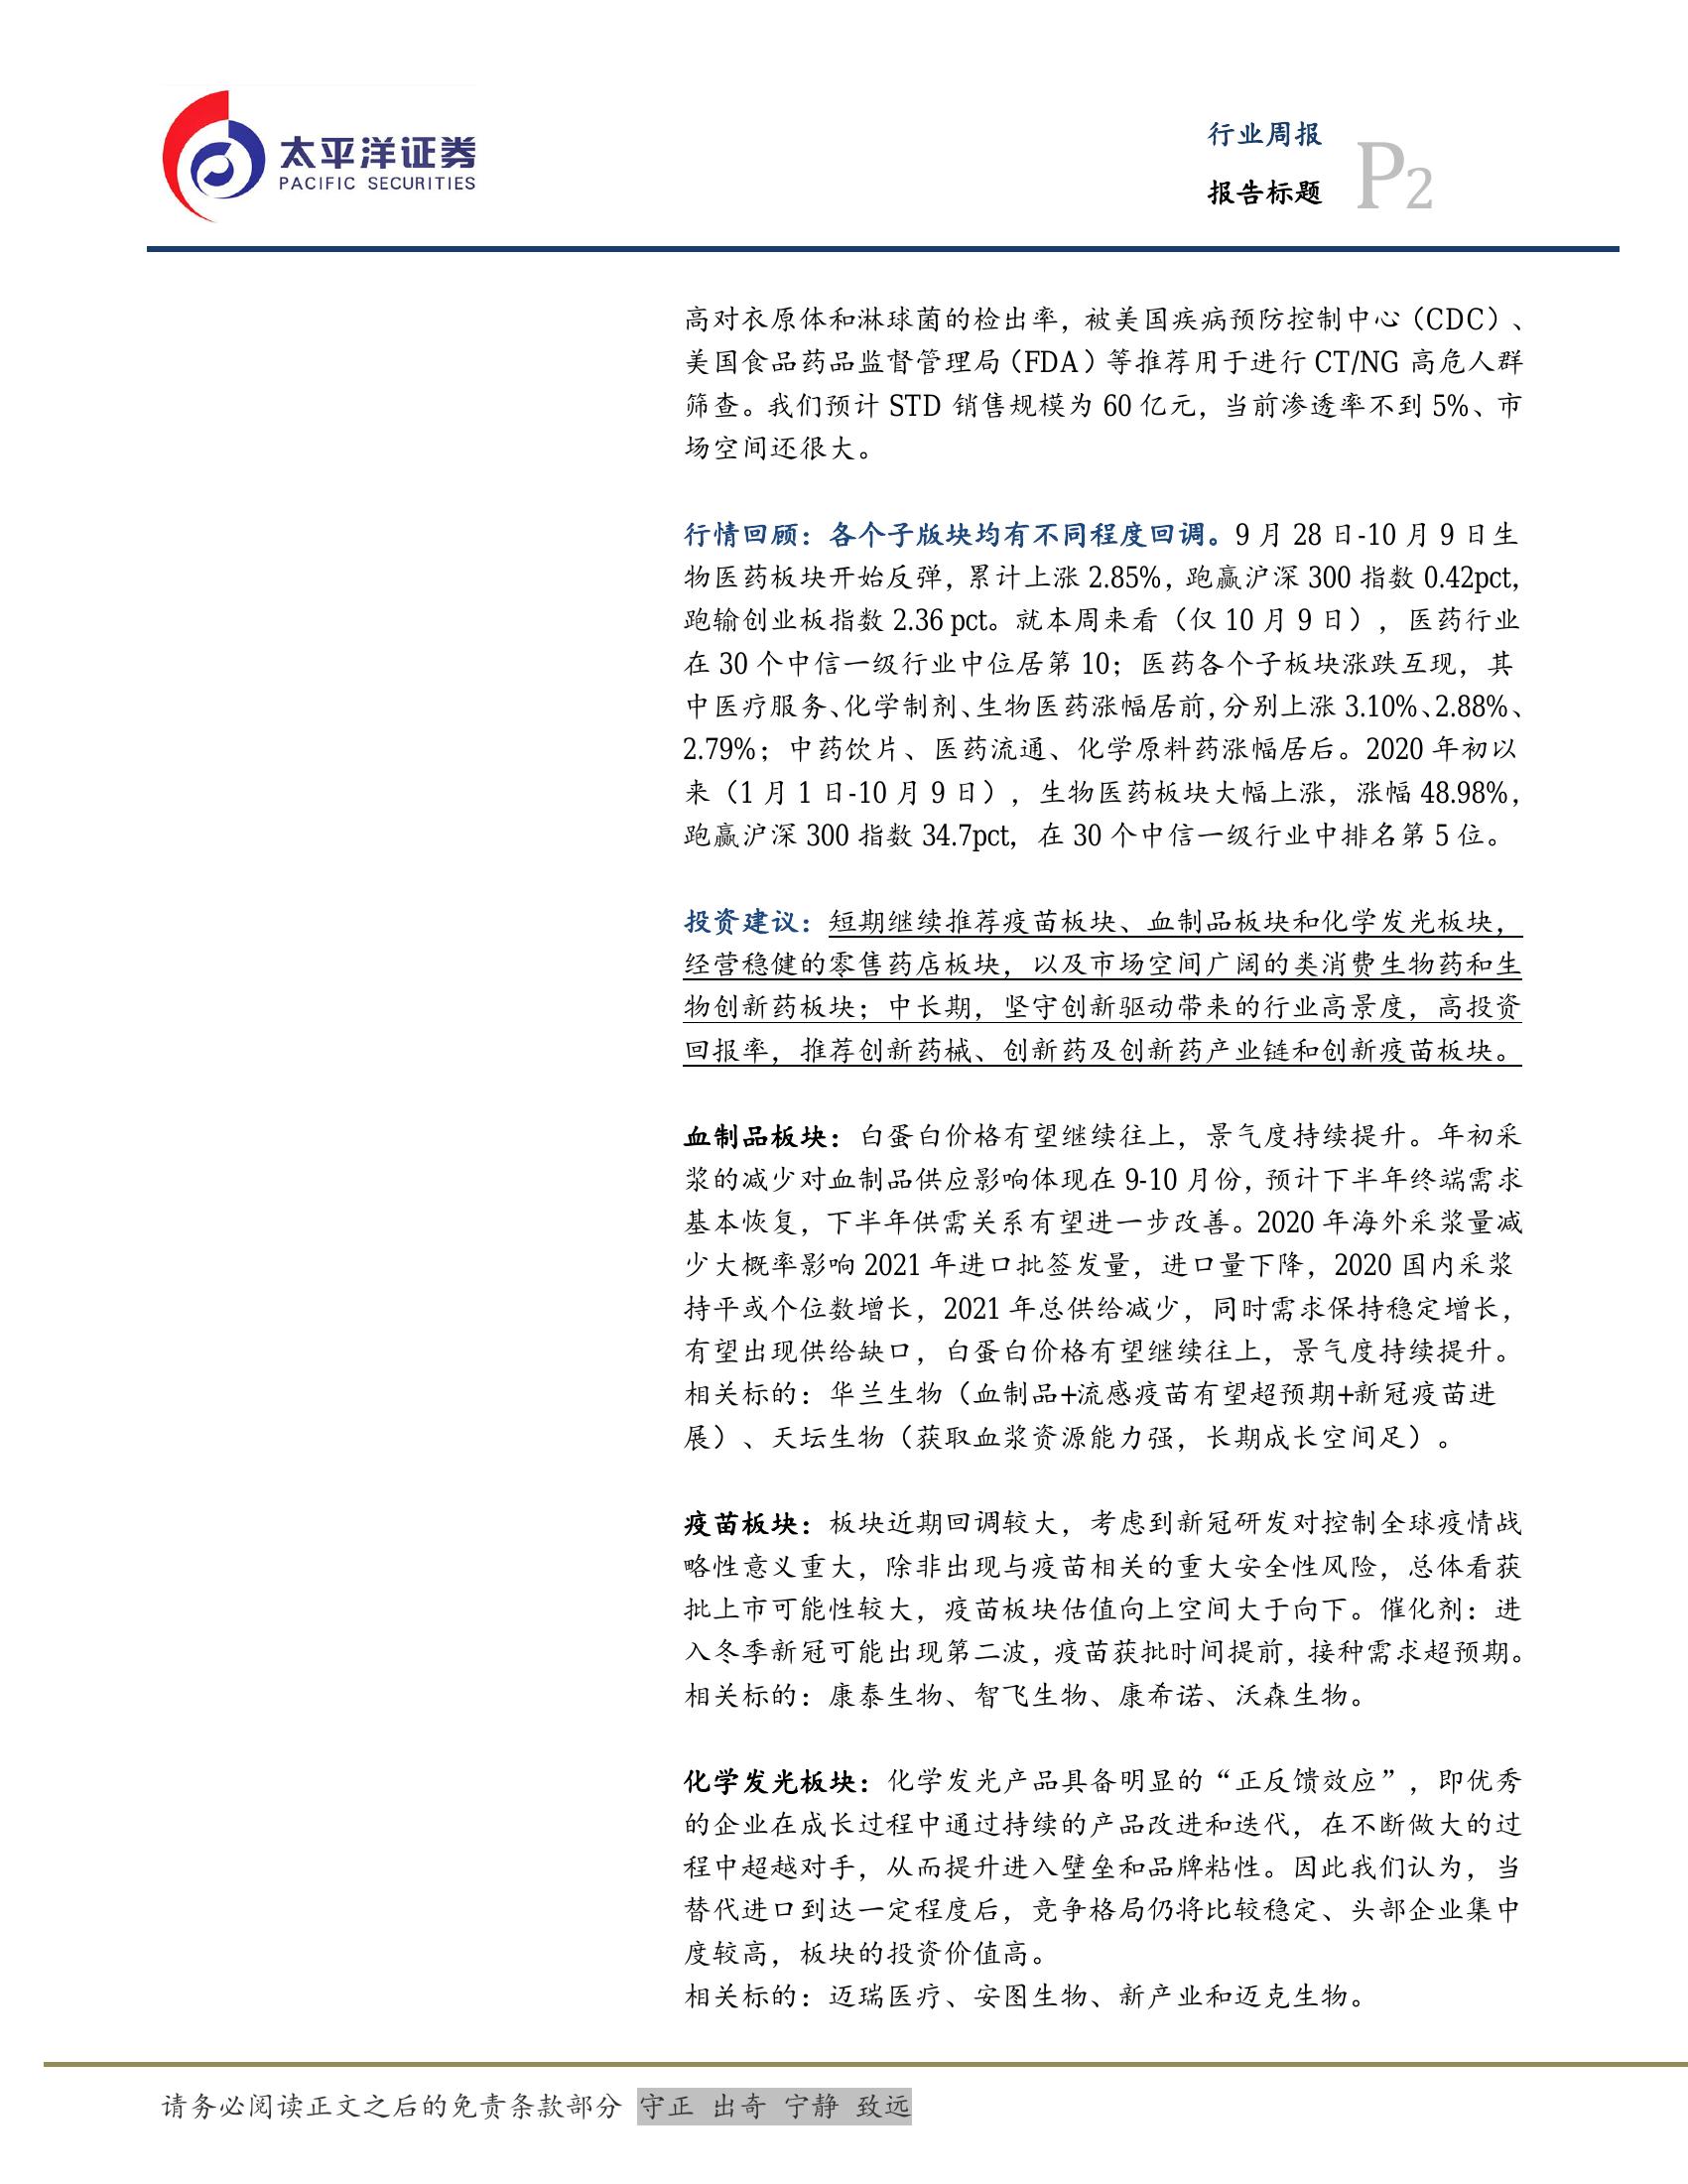 太平洋证券
PACIFIC SECURITIES
行业周报
报告标题
P2
高对衣原体和淋球菌的检出率，被美国疾病预防控制中心（CDC）、
美国食品药品监督管理局（FDA）等推荐用于进行 CT/NG 高危人群
筛查。我们预计 STD 销售规模为 60 亿元，当前渗透率不到 5%、市
场空间还很大。
行情回顾：各个子版块均有不同程度回调。9 月 28 日-10 月 9 日生
物医药板块开始反弹，累计上涨 2.85%，跑赢沪深 300 指数 0.42pct，
跑输创业板指数 2.36 pct。就本周来看（仅 10 月 9 日），医药行业
在 30 个中信一级行业中位居第 10；医药各个子板块涨跌互现，其
中医疗服务、化学制剂、生物医药涨幅居前，分别上涨 3.10%、2.88%、
2.79%；中药饮片、医药流通、化学原料药涨幅居后。2020 年初以
来（1 月 1 日-10 月 9 日），生物医药板块大幅上涨，涨幅 48.98%，
跑赢沪深 300 指数 34.7pct，在 30 个中信一级行业中排名第 5 位。
投资建议：短期继续推荐疫苗板块、血制品板块和化学发光板块，
经营稳健的零售药店板块，以及市场空间广阔的类消费生物药和生
物创新药板块；中长期，坚守创新驱动带来的行业高景度，高投资
回报率，推荐创新药械、创新药及创新药产业链和创新疫苗板块。
血制品板块：白蛋白价格有望继续往上，景气度持续提升。年初采
浆的减少对血制品供应影响体现在 9-10 月份，预计下半年终端需求
基本恢复，下半年供需关系有望进一步改善。2020 年海外采浆量减
少大概率影响 2021 年进口批签发量，进口量下降，2020 国内采浆
持平或个位数增长，2021 年总供给减少，同时需求保持稳定增长，
有望出现供给缺口，白蛋白价格有望继续往上，景气度持续提升。
相关标的：华兰生物（血制品+流感疫苗有望超预期+新冠疫苗进
展）、天坛生物（获取血浆资源能力强，长期成长空间足）。
疫苗板块：板块近期回调较大，考虑到新冠研发对控制全球疫情战
略性意义重大，除非出现与疫苗相关的重大安全性风险，总体看获
批上市可能性较大，疫苗板块估值向上空间大于向下。催化剂：进
入冬季新冠可能出现第二波，疫苗获批时间提前，接种需求超预期。
相关标的：康泰生物、智飞生物、康希诺、沃森生物。
化学发光板块：化学发光产品具备明显的“正反馈效应”，即优秀
的企业在成长过程中通过持续的产品改进和迭代，在不断做大的过
程中超越对手，从而提升进入壁垒和品牌粘性。因此我们认为，当
替代进口到达一定程度后，竞争格局仍将比较稳定、头部企业集中
度较高，板块的投资价值高。
相关标的：迈瑞医疗、安图生物、新产业和迈克生物。
请务必阅读正文之后的免责条款部分 守正 出奇 宁静 致远